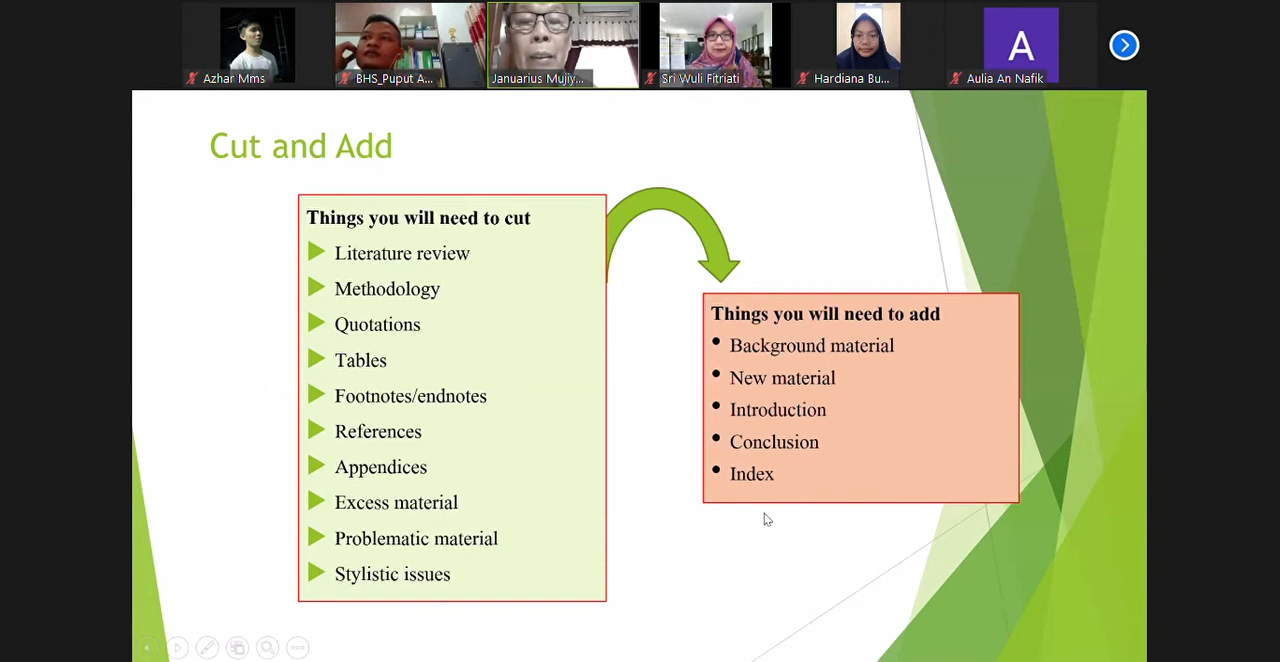 Azhar Mms
BHS_Puput A...
Januarius Mujiy...
Sri Wuli Fitriati
Hardiana Bu...
A
Aulia An Nafik
Cut and Add
Things you will need to cut
Literature review
Methodology
Quotations
Tables
Footnotes/endnotes
References
Appendices
Excess material
Problematic material
Stylistic issues
Things you will need to add
Background material
New material
Introduction
Conclusion
Index